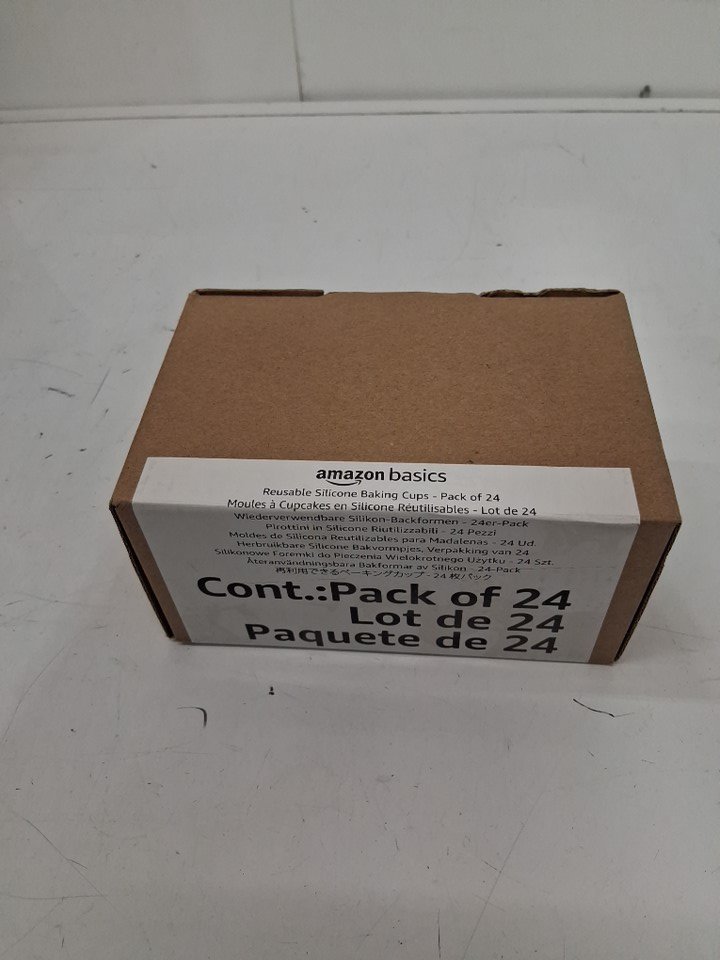 amazon basics
Reusable Silicone Baking Cups - Pack of 24
Moules à Cupcakes en Silicone Réutilisables - Lot de 24
Wiederverwendbare Silikon-Backformen - 24er-Pack
Pirottini in Silicone Riutilizzabili - 24 Pezzi
Moldes de Silicona Reutilizables para Madalenas - 24 Ud.
Herbruikbare Silicone Bakvormpjes, Verpakking van 24
Silikonowe Foremki do Pieczenia Wielokrotnego Użytku - 24 Szt.
Återanvändningsbara Bakformar av Silikon - 24-Pack
再利用できるベーキングカップ - 24 枚パック
Cont.:Pack of 24
Lot de 24
Paquete de 24